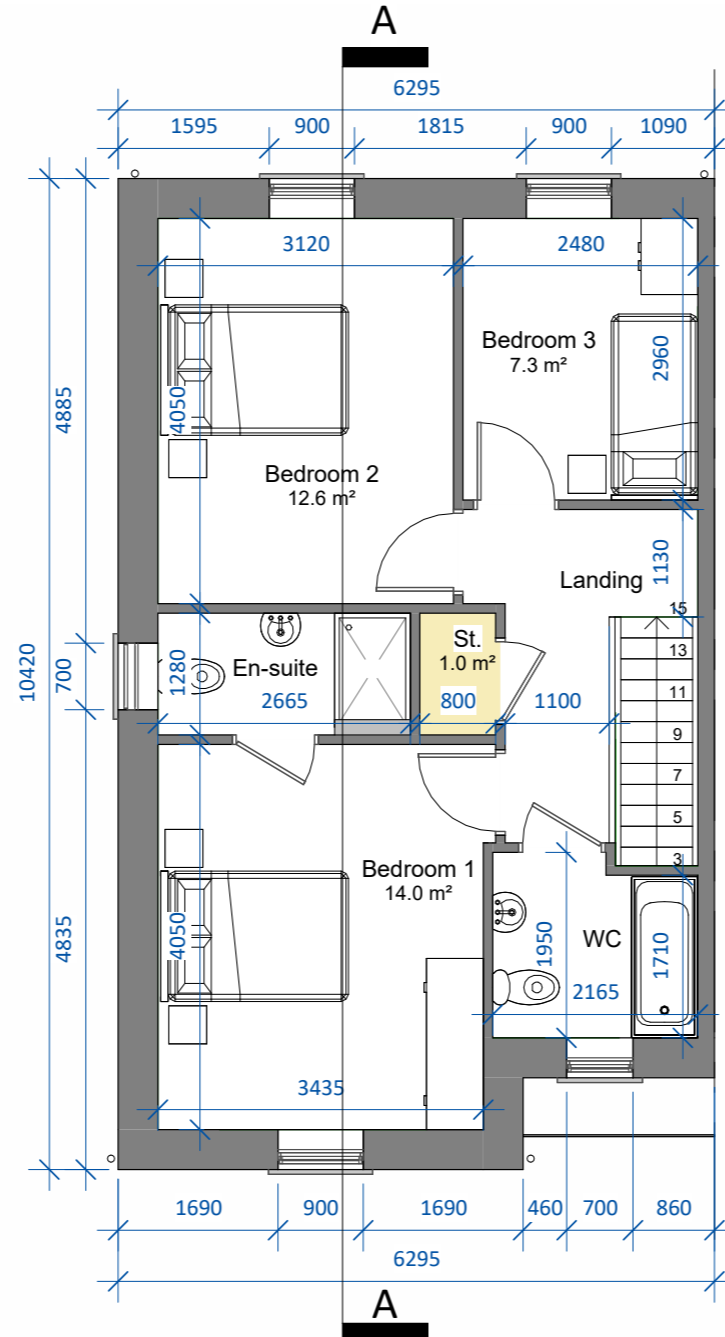 A
6295
1595 900 1815 900 1090
3120 2480
Bedroom 3
7.3 m²
2960
4885
4050
Bedroom 2
12.6 m²
1130
Landing
15
St.
1.0 m²
13
10420
700
1280
En-suite
11
2665 800 1100
9
7
5
3
Bedroom 1
14.0 m²
4835
4050
WC
1950
1710
2165
3435
1690 900 1690 460 700 860
6295
A